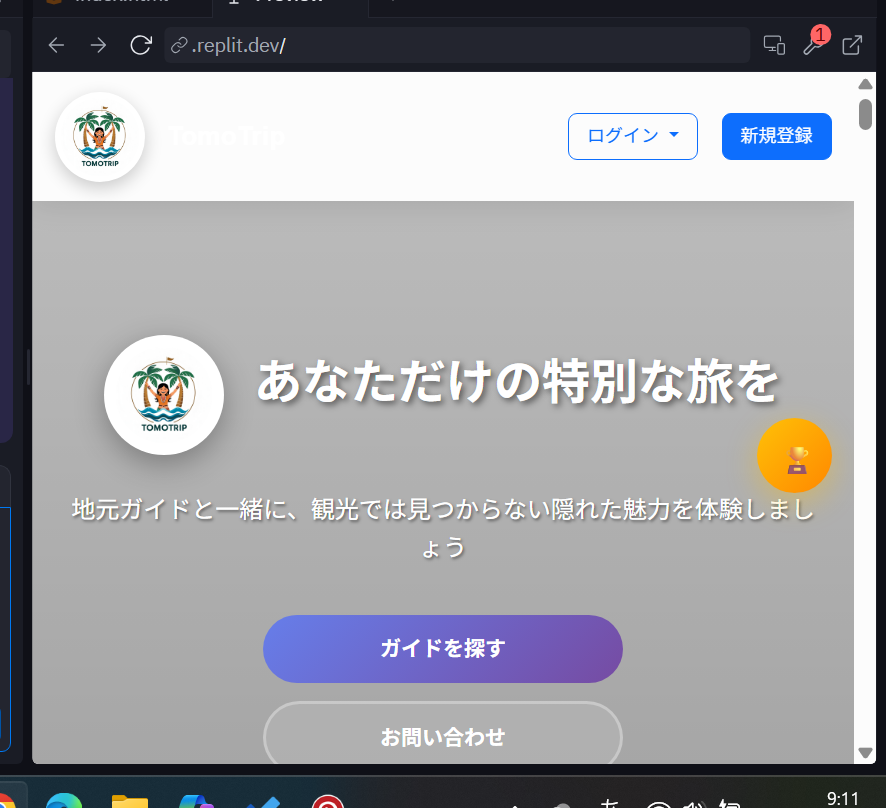 .replit.dev/
1
TOMOTRIP
TomoTrip
ログイン
新規登録
TOMOTRIP
あなただけの特別な旅を
地元ガイドと一緒に、観光では見つからない隠れた魅力を体験しまし
ょう
ガイドを探す
お問い合わせ
あ
9:11